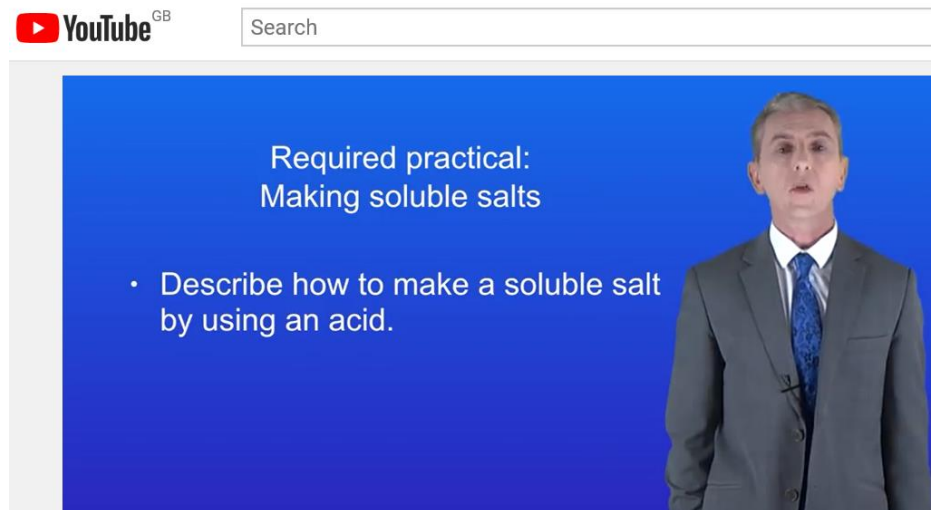 YouTube GB
Search
Required practical:
Making soluble salts
• Describe how to make a soluble salt
by using an acid.